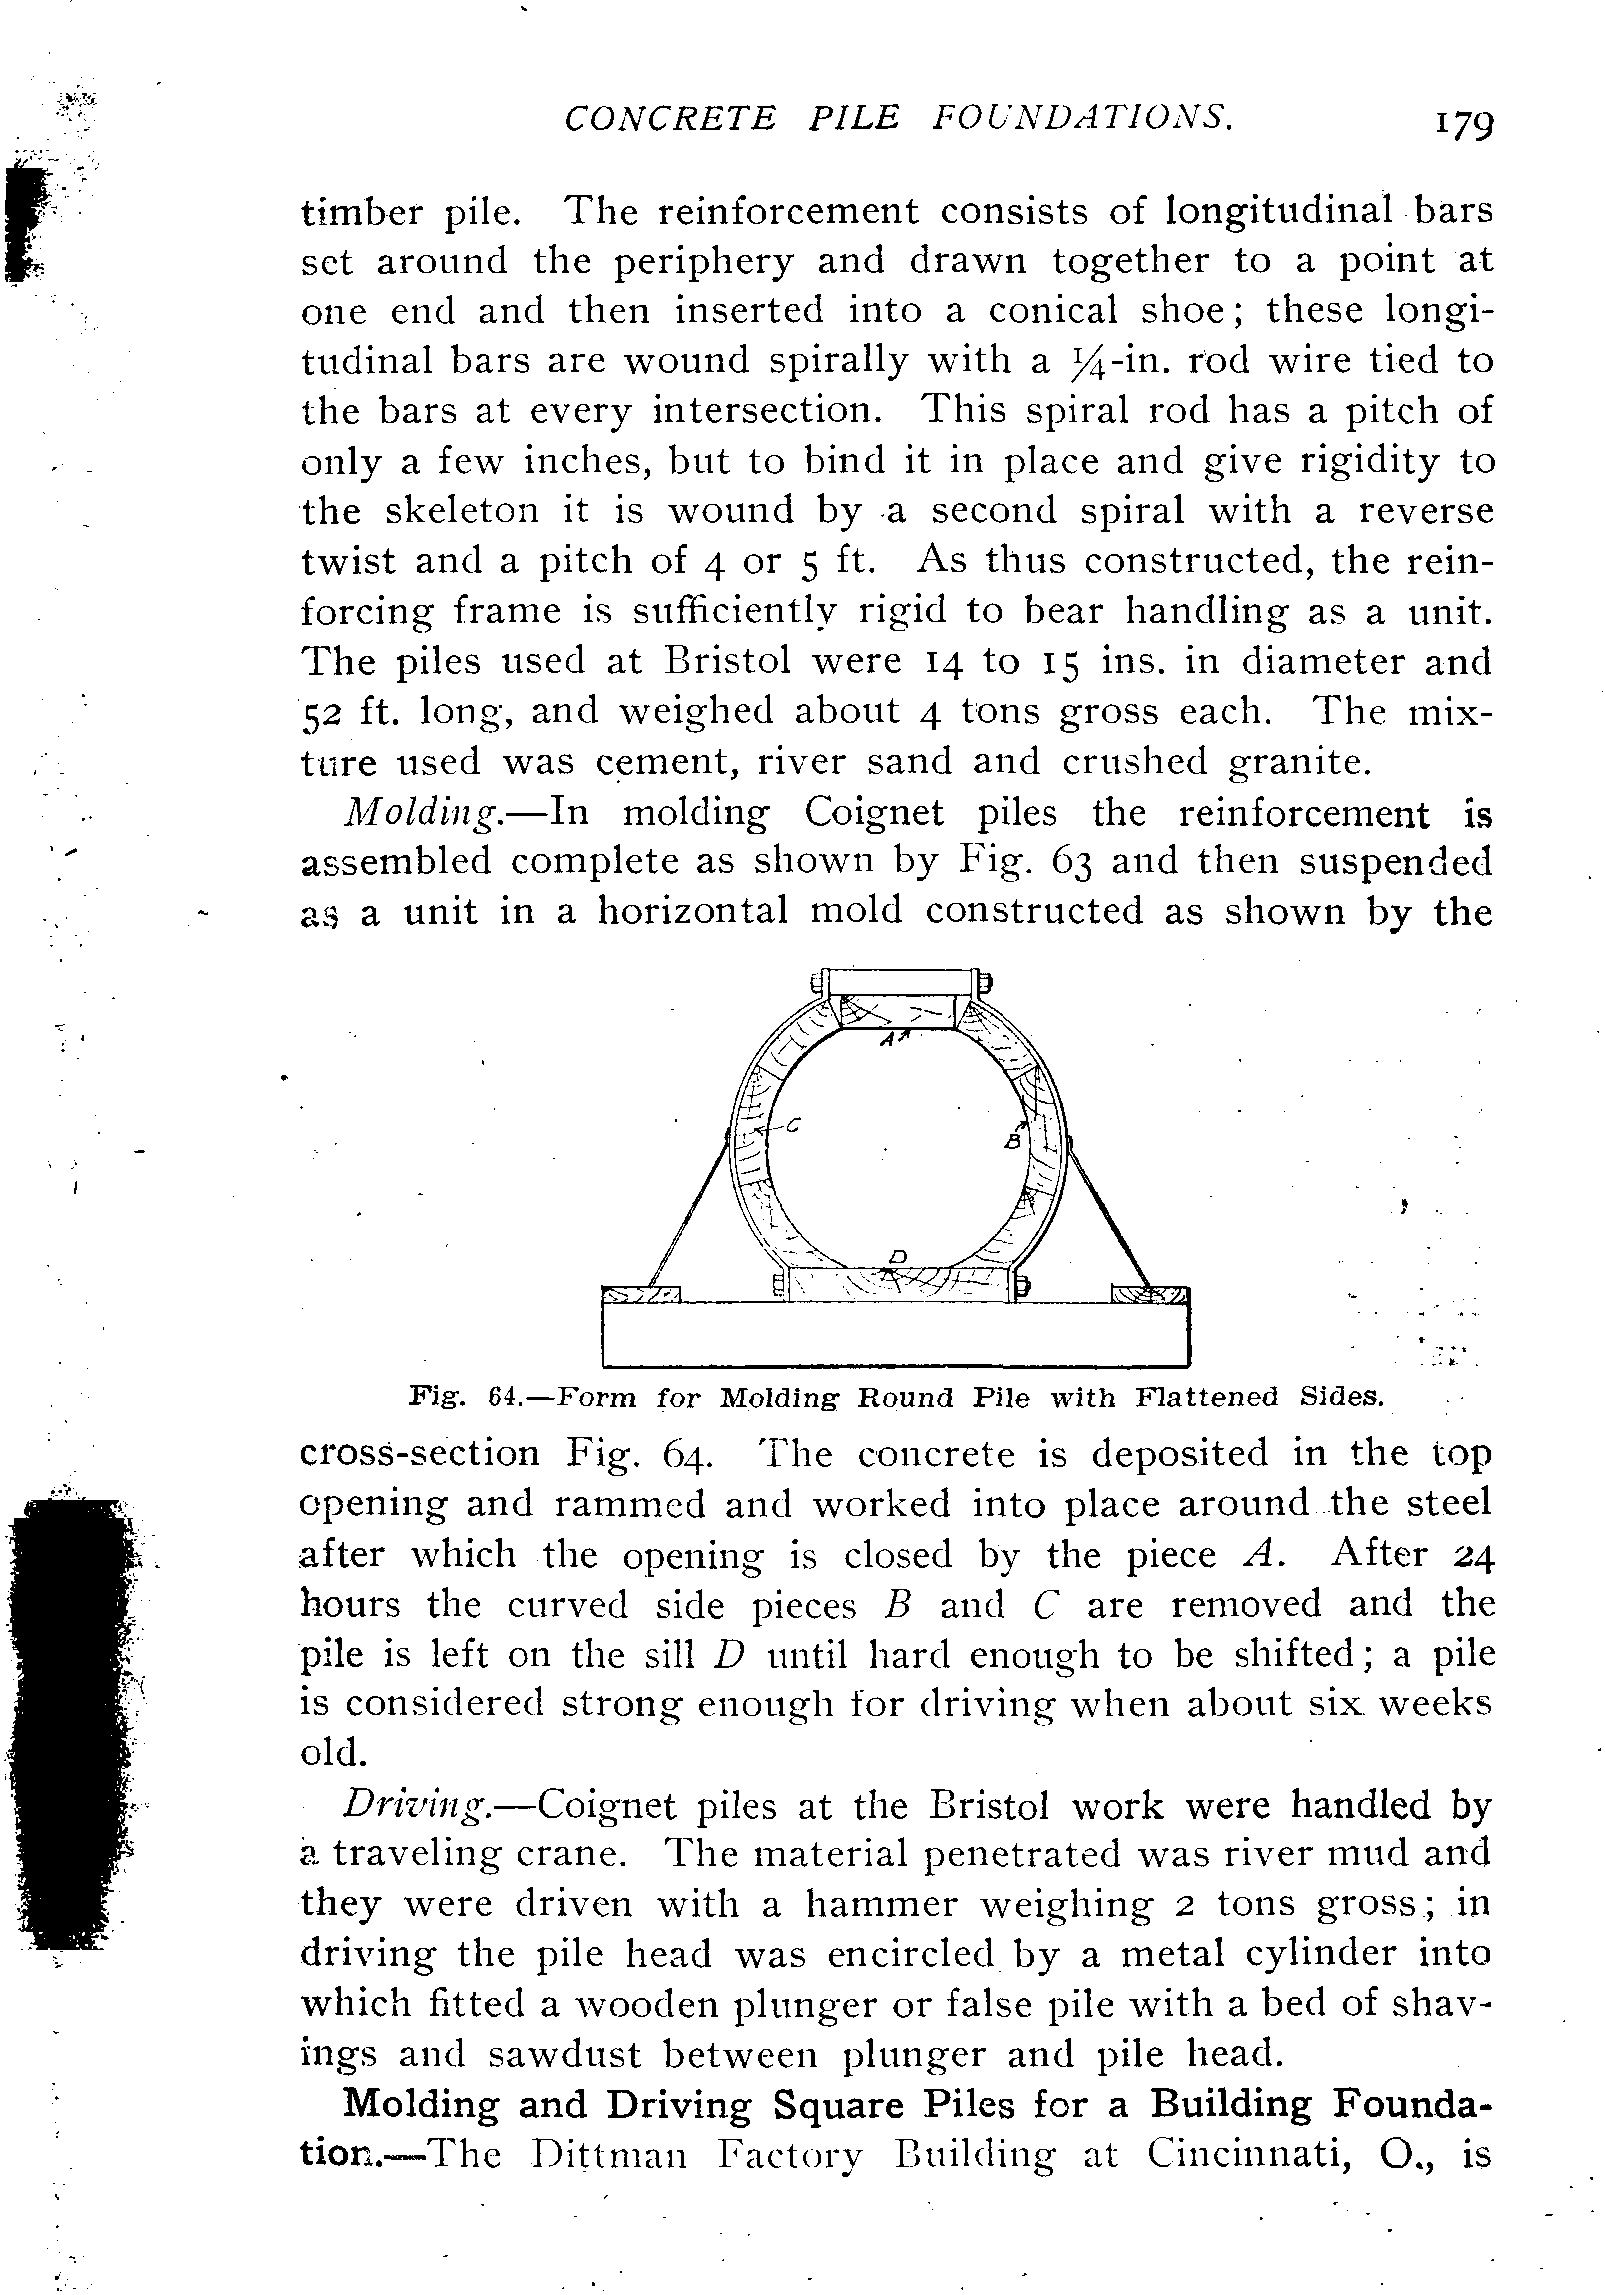 CONCRETE PILE FOUNDATIONS. 179
timber pile. The reinforcement consists of longitudinal bars
set around the periphery and drawn together to a point at
one end and then inserted into a conical shoe; these longi-
tudinal bars are wound spirally with a ¼-in. rod wire tied to
the bars at every intersection. This spiral rod has a pitch of
only a few inches, but to bind it in place and give rigidity to
the skeleton it is wound by a second spiral with a reverse
twist and a pitch of 4 or 5 ft. As thus constructed, the rein-
forcing frame is sufficiently rigid to bear handling as a unit.
The piles used at Bristol were 14 to 15 ins. in diameter and
52 ft. long, and weighed about 4 tons gross each. The mix-
ture used was cement, river sand and crushed granite.
Molding.—In molding Coignet piles the reinforcement is
assembled complete as shown by Fig. 63 and then suspended
as a unit in a horizontal mold constructed as shown by the
A
C
B
D
Fig. 64.—Form for Molding Round Pile with Flattened Sides.
cross-section Fig. 64. The concrete is deposited in the top
opening and rammed and worked into place around the steel
after which the opening is closed by the piece A. After 24
hours the curved side pieces B and C are removed and the
pile is left on the sill D until hard enough to be shifted; a pile
is considered strong enough for driving when about six weeks
old.
Driving.—Coignet piles at the Bristol work were handled by
a traveling crane. The material penetrated was river mud and
they were driven with a hammer weighing 2 tons gross; in
driving the pile head was encircled by a metal cylinder into
which fitted a wooden plunger or false pile with a bed of shav-
ings and sawdust between plunger and pile head.
Molding and Driving Square Piles for a Building Founda-
tion.—The Dittman Factory Building at Cincinnati, O., is